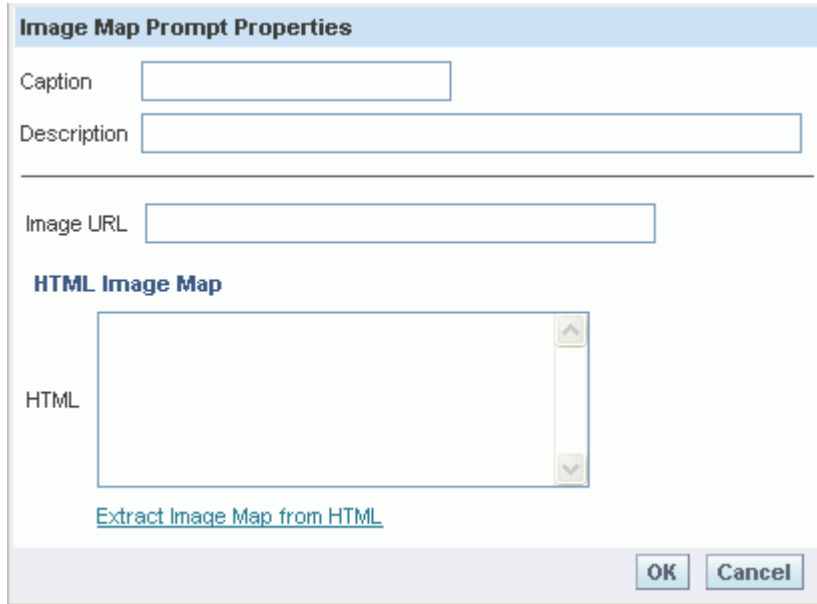 Image Map Prompt Properties
Caption
Description
Image URL
HTML Image Map
HTML
Extract Image Map from HTML
OK Cancel